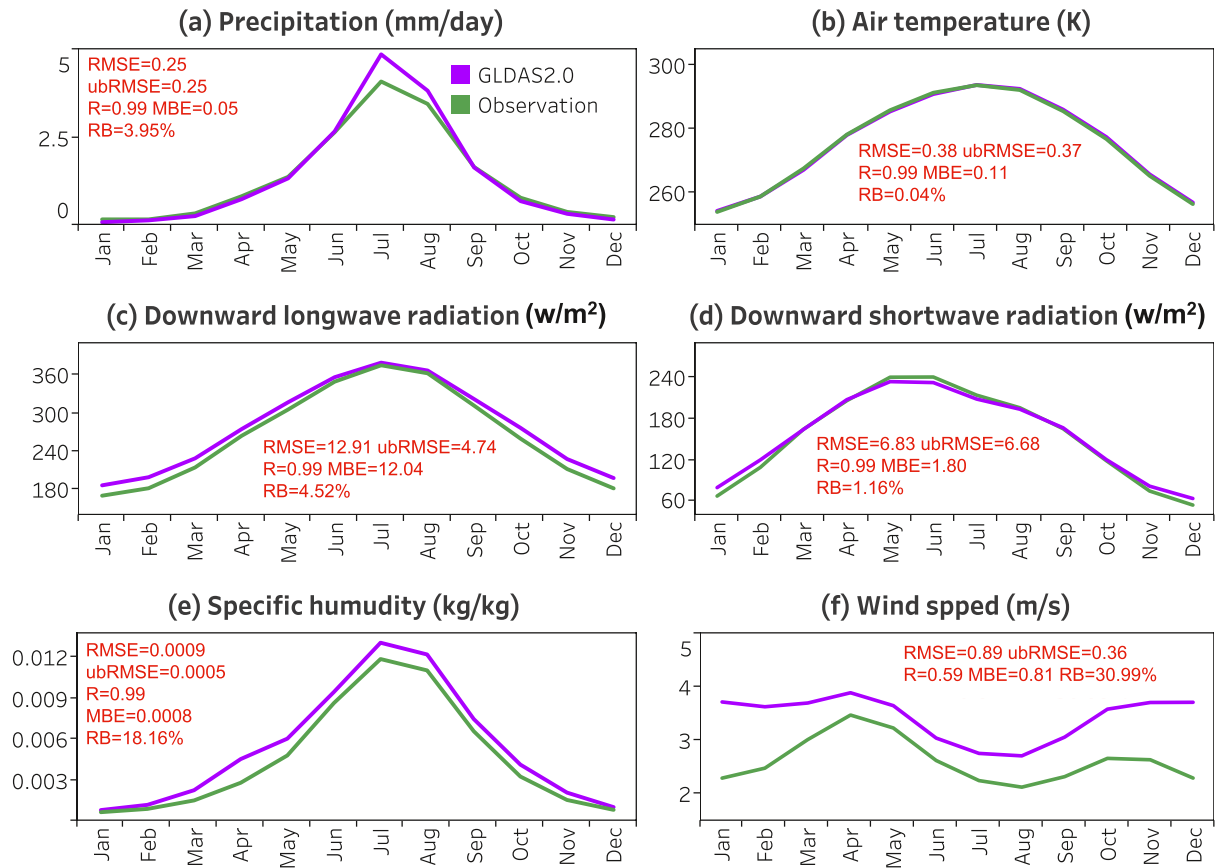 (a) Precipitation (mm/day)
5
2.5
0
RMSE=0.25
ubRMSE=0.25
R=0.99 MBE=0.05
RB=3.95%
GLDAS2.0
Observation
Jan Feb Mar Apr May Jun Jul Aug Sep Oct Nov Dec
(b) Air temperature (K)
300
280
260
RMSE=0.38 ubRMSE=0.37
R=0.99 MBE=0.11
RB=0.04%
Jan Feb Mar Apr May Jun Jul Aug Sep Oct Nov Dec
(c) Downward longwave radiation (w/m²)
360
300
240
180
RMSE=12.91 ubRMSE=4.74
R=0.99 MBE=12.04
RB=4.52%
Jan Feb Mar Apr May Jun Jul Aug Sep Oct Nov Dec
(d) Downward shortwave radiation (w/m²)
240
180
120
60
RMSE=6.83 ubRMSE=6.68
R=0.99 MBE=1.80
RB=1.16%
Jan Feb Mar Apr May Jun Jul Aug Sep Oct Nov Dec
(e) Specific humudity (kg/kg)
0.012
0.009
0.006
0.003
RMSE=0.0009
ubRMSE=0.0005
R=0.99
MBE=0.0008
RB=18.16%
Jan Feb Mar Apr May Jun Jul Aug Sep Oct Nov Dec
(f) Wind spped (m/s)
5
4
3
2
RMSE=0.89 ubRMSE=0.36
R=0.59 MBE=0.81 RB=30.99%
Jan Feb Mar Apr May Jun Jul Aug Sep Oct Nov Dec